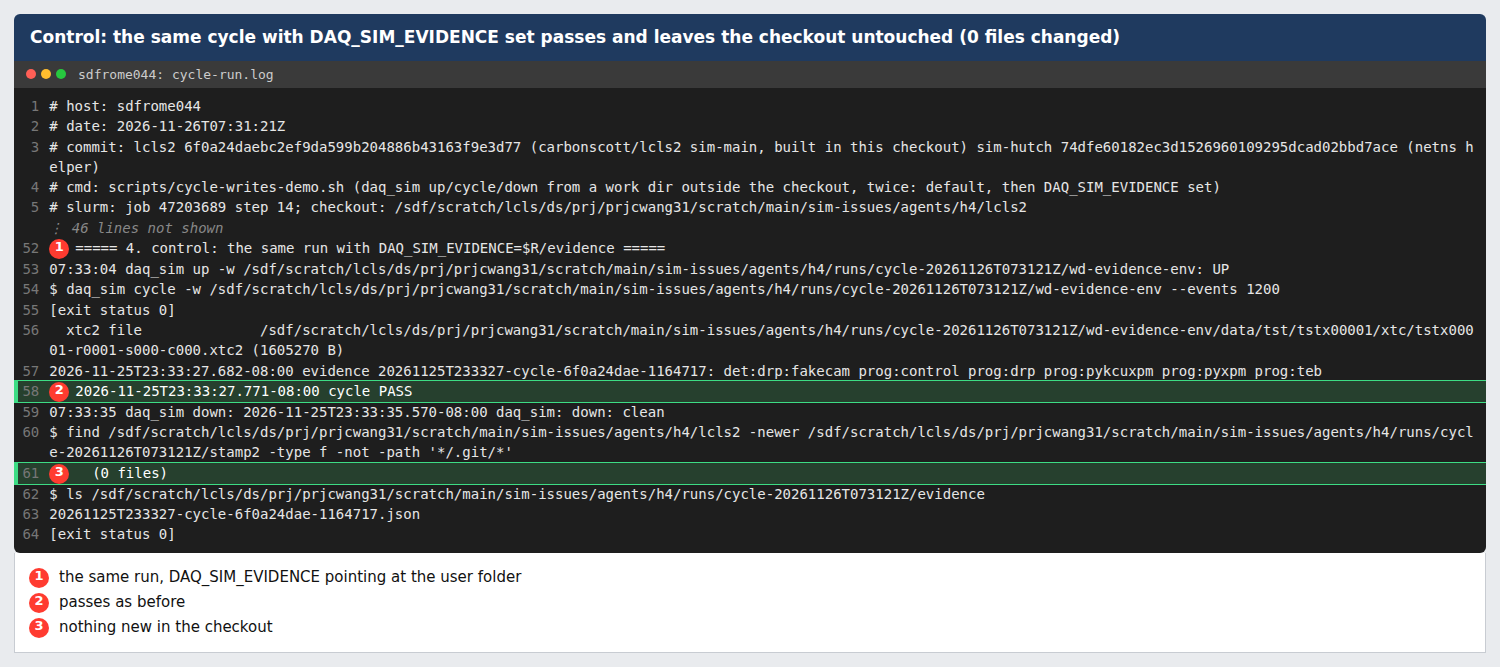 Control: the same cycle with DAQ_SIM_EVIDENCE set passes and leaves the checkout untouched (0 files changed)
sdfrome044: cycle-run.log
1 # host: sdfrome044
2 # date: 2026-11-26T07:31:21Z
3 # commit: lcls2 6f0a24daebc2ef9da599b204886b43163f9e3d77 (carbonscott/lcls2 sim-main, built in this checkout) sim-hutch 74dfe60182ec3d1526960109295dcad02bbd7ace (netns h
elper)
4 # cmd: scripts/cycle-writes-demo.sh (daq_sim up/cycle/down from a work dir outside the checkout, twice: default, then DAQ_SIM_EVIDENCE set)
5 # slurm: job 47203689 step 14; checkout: /sdf/scratch/lcls/ds/prj/prjcwang31/scratch/main/sim-issues/agents/h4/lcls2
⋮ 46 lines not shown
52 1 ===== 4. control: the same run with DAQ_SIM_EVIDENCE=$R/evidence =====
53 07:33:04 daq_sim up -w /sdf/scratch/lcls/ds/prj/prjcwang31/scratch/main/sim-issues/agents/h4/runs/cycle-20261126T073121Z/wd-evidence-env: UP
54 $ daq_sim cycle -w /sdf/scratch/lcls/ds/prj/prjcwang31/scratch/main/sim-issues/agents/h4/runs/cycle-20261126T073121Z/wd-evidence-env --events 1200
55 [exit status 0]
56 xtc2 file /sdf/scratch/lcls/ds/prj/prjcwang31/scratch/main/sim-issues/agents/h4/runs/cycle-20261126T073121Z/wd-evidence-env/data/tst/tstx00001/xtc/tstx000
01-r0001-s000-c000.xtc2 (1605270 B)
57 2026-11-25T23:33:27.682-08:00 evidence 20261125T233327-cycle-6f0a24dae-1164717: det:drp:fakecam prog:control prog:drp prog:pykcuxpm prog:pyxpm prog:teb
58 2 2026-11-25T23:33:27.771-08:00 cycle PASS
59 07:33:35 daq_sim down: 2026-11-25T23:33:35.570-08:00 daq_sim: down: clean
60 $ find /sdf/scratch/lcls/ds/prj/prjcwang31/scratch/main/sim-issues/agents/h4/lcls2 -newer /sdf/scratch/lcls/ds/prj/prjcwang31/scratch/main/sim-issues/agents/h4/runs/cycl
e-20261126T073121Z/stamp2 -type f -not -path '*/.git/*'
61 3 (0 files)
62 $ ls /sdf/scratch/lcls/ds/prj/prjcwang31/scratch/main/sim-issues/agents/h4/runs/cycle-20261126T073121Z/evidence
63 20261125T233327-cycle-6f0a24dae-1164717.json
64 [exit status 0]
1 the same run, DAQ_SIM_EVIDENCE pointing at the user folder
2 passes as before
3 nothing new in the checkout